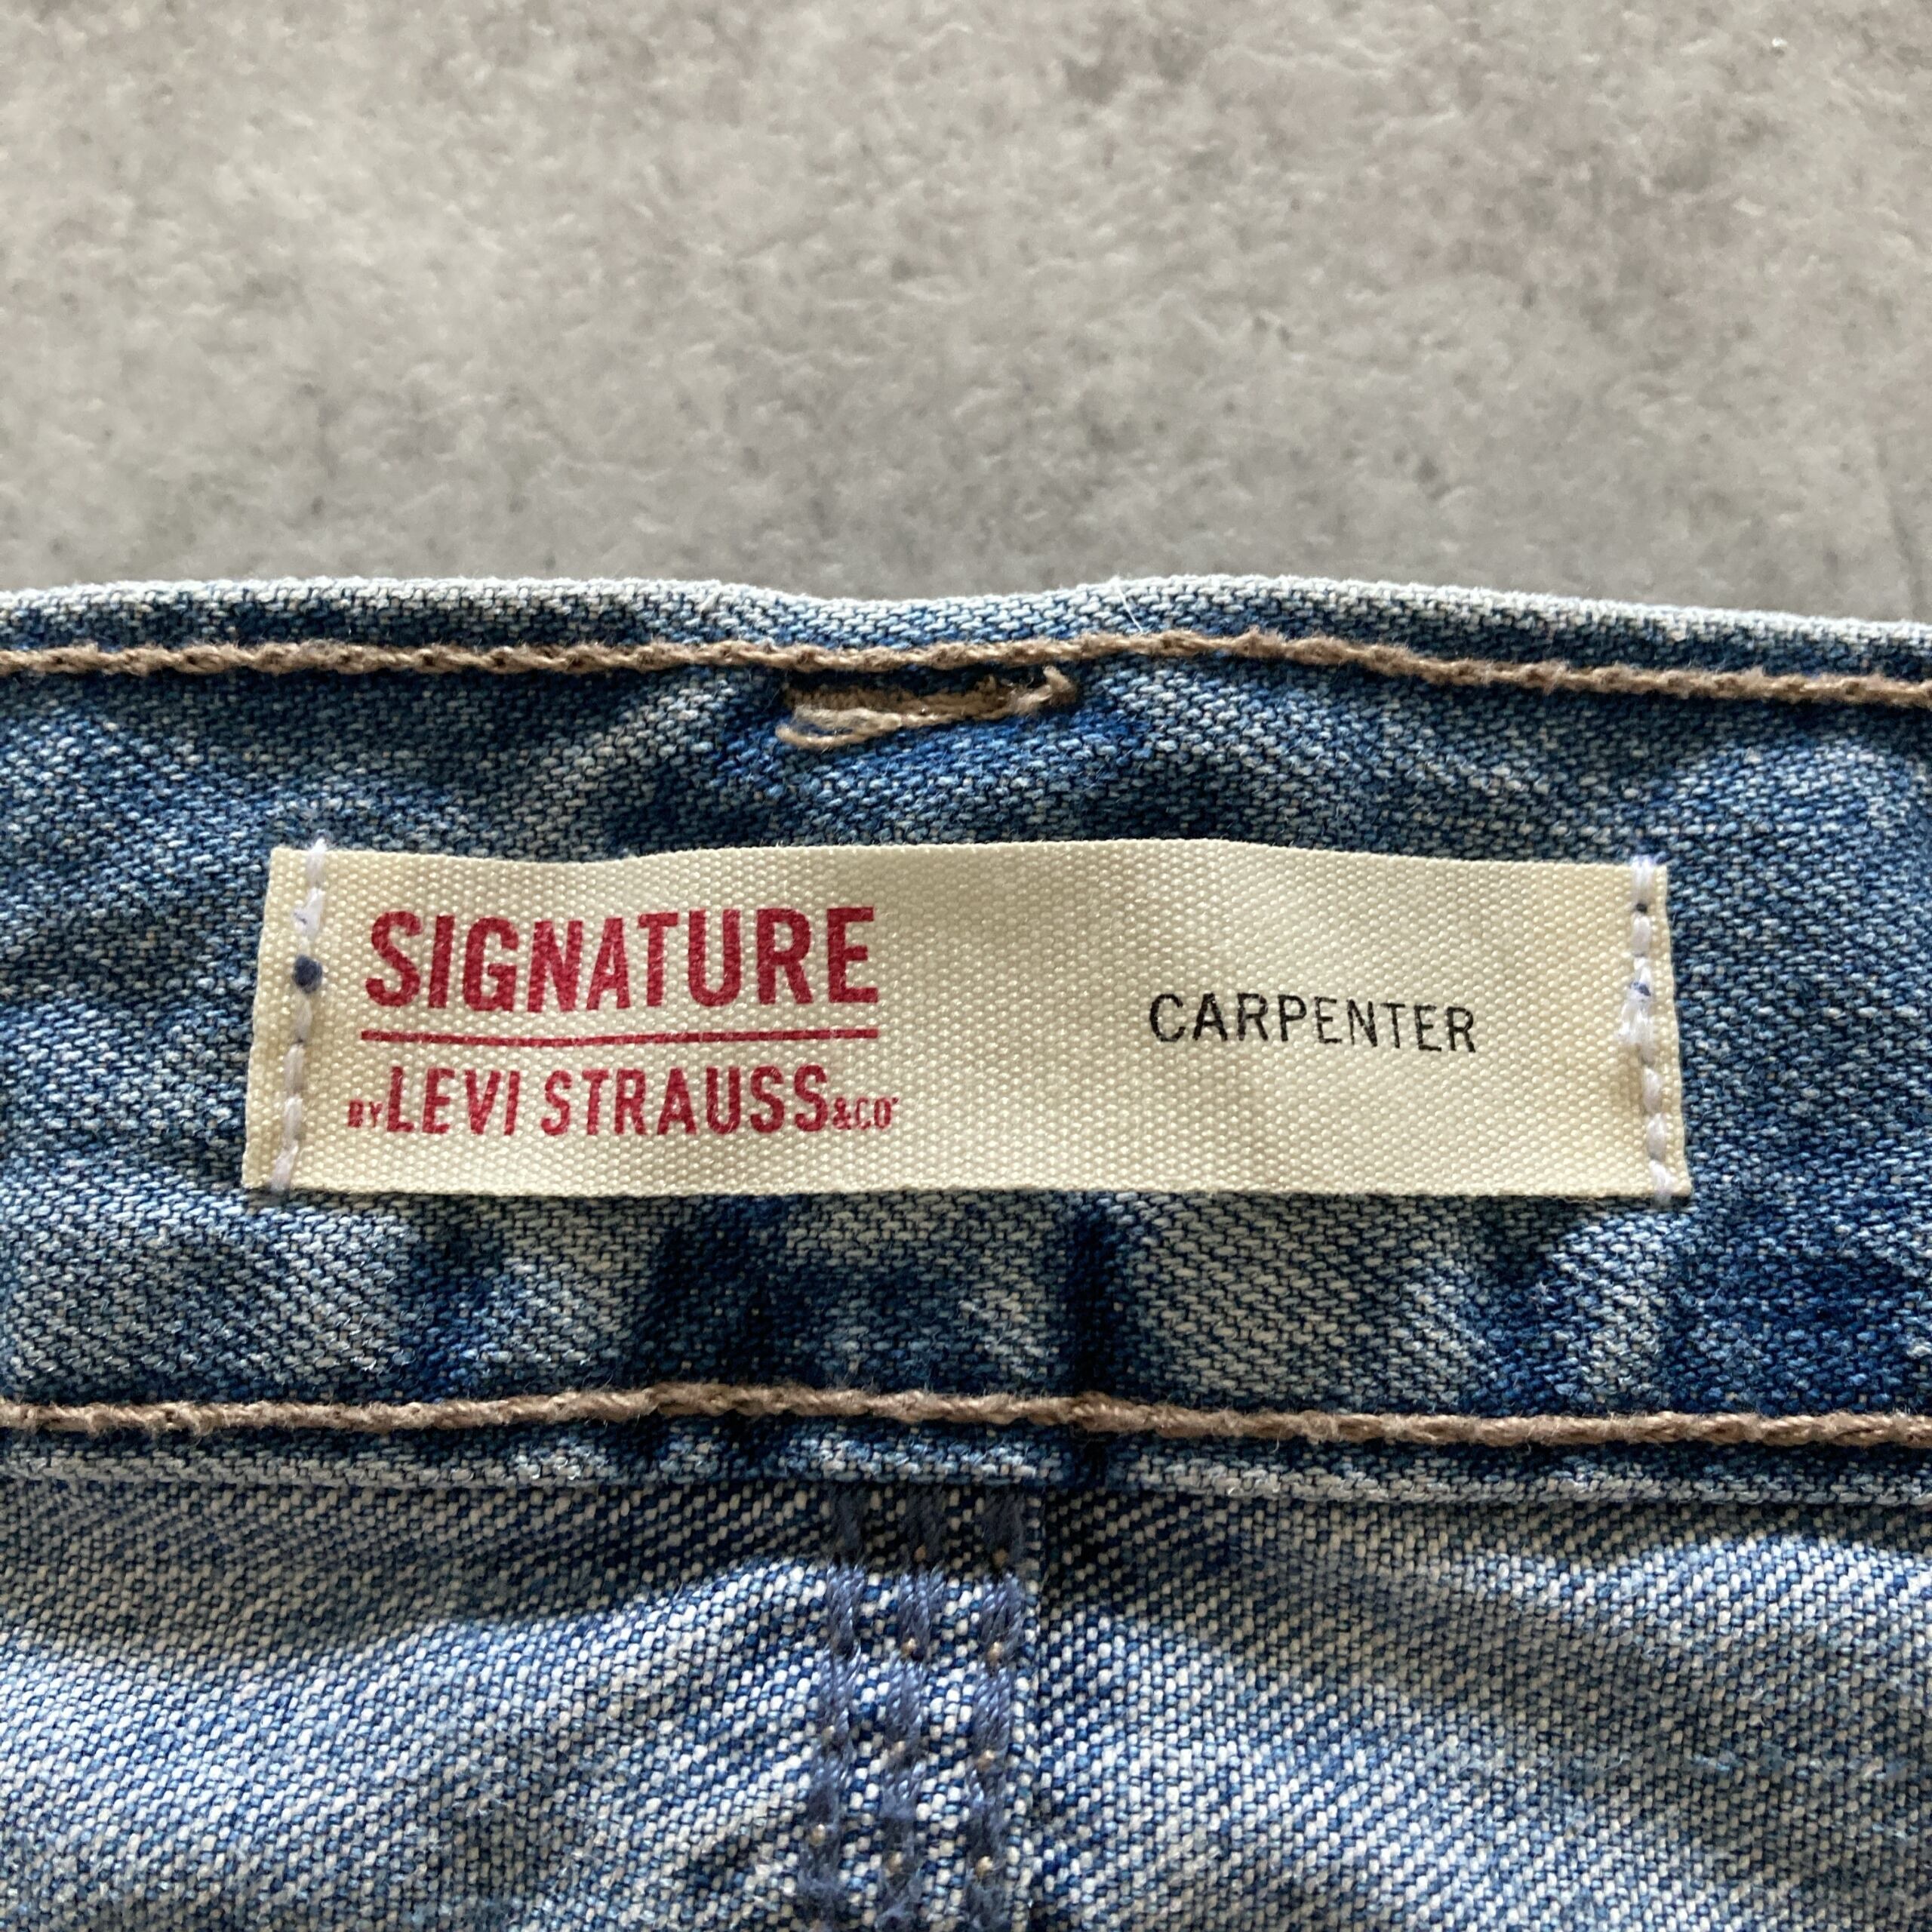 SIGNATURE
BY LEVI STRAUSS & CO
CARPENTER